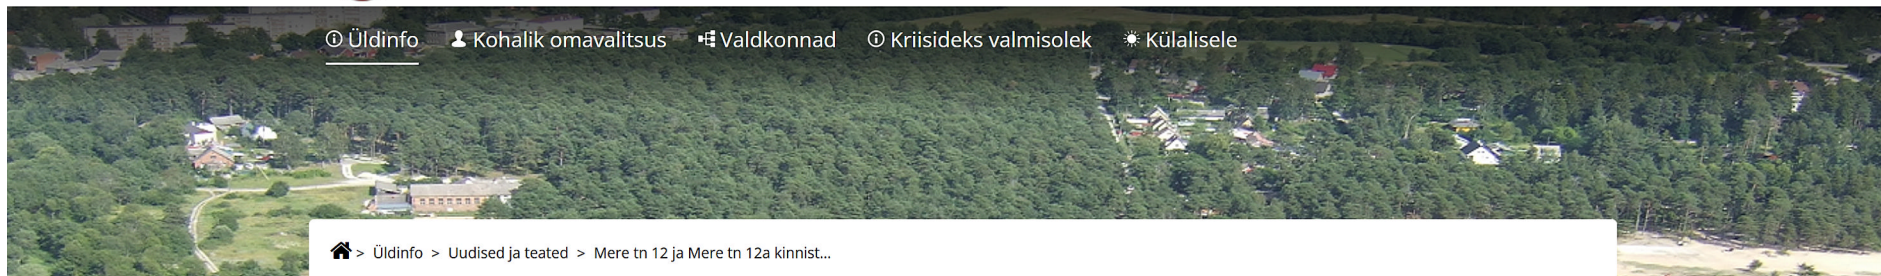 Üldinfo Kohalik omavalitsus Valdkonnad Kriisideks valmisolek Külalisele
> Üldinfo > Uudised ja teated > Mere tn 12 ja Mere tn 12a kinnist...